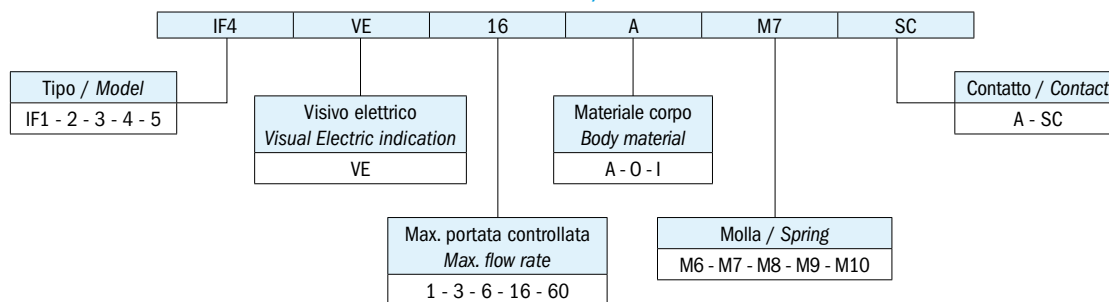 IF4 VE 16 A M7 SC
Tipo / Model
IF1 - 2 - 3 - 4 - 5
Visivo elettrico
Visual Electric indication
VE
Materiale corpo
Body material
A - O - I
Contatto / Contact
A - SC
Max. portata controllata
Max. flow rate
1 - 3 - 6 - 16 - 60
Molla / Spring
M6 - M7 - M8 - M9 - M10